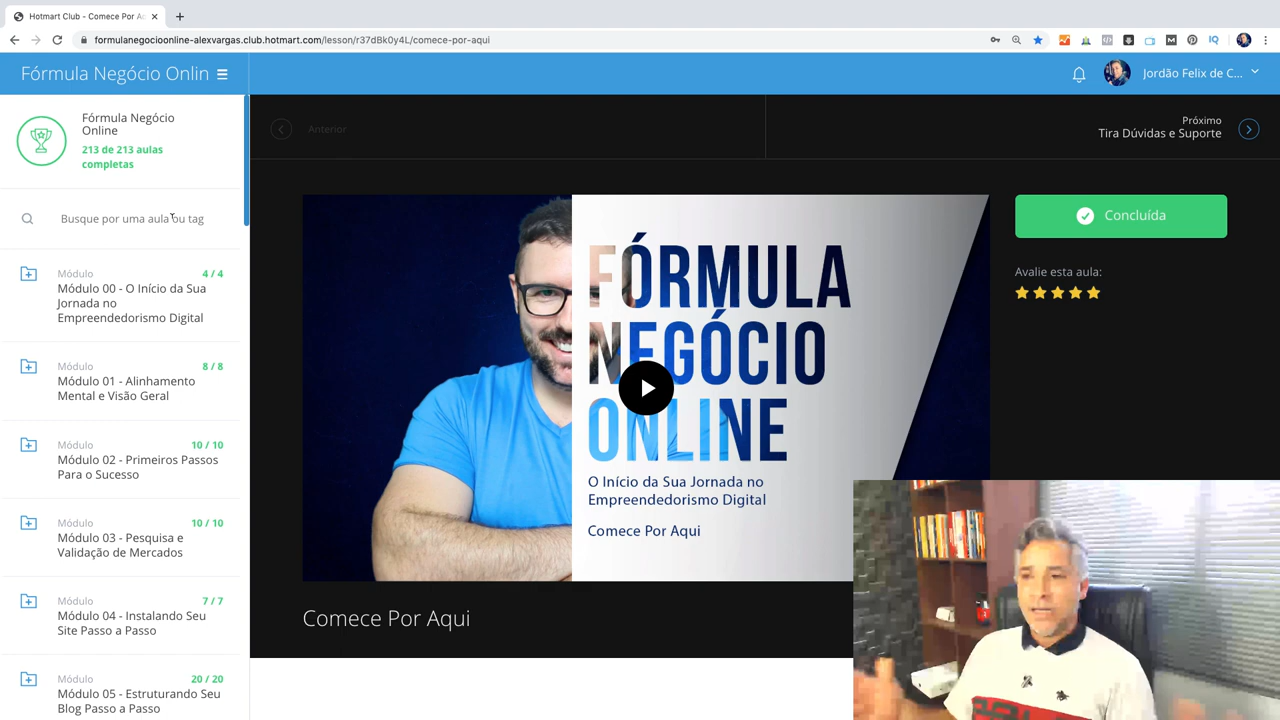 Hotmart Club - Comece Por A
formulanegocioonline-alexvargas.club.hotmart.com/lesson/r37dBk0y4L/comece-por-aqui
Fórmula Negócio Onlin
Jordão Felix de C...
Fórmula Negócio
Online
213 de 213 aulas
completas
Busque por uma aula ou tag
Módulo 4 / 4
Módulo 00 - O Início da Sua
Jornada no
Empreendedorismo Digital
Módulo 8 / 8
Módulo 01 - Alinhamento
Mental e Visão Geral
Módulo 10 / 10
Módulo 02 - Primeiros Passos
Para o Sucesso
Módulo 10 / 10
Módulo 03 - Pesquisa e
Validação de Mercados
Módulo 7 / 7
Módulo 04 - Instalando Seu
Site Passo a Passo
Módulo 20 / 20
Módulo 05 - Estruturando Seu
Blog Passo a Passo
Anterior
Próximo
Tira Dúvidas e Suporte
FÓRMULA
NEGÓCIO
ONLINE
O Início da Sua Jornada no
Empreendedorismo Digital
Comece Por Aqui
Concluída
Avalie esta aula:
Comece Por Aqui